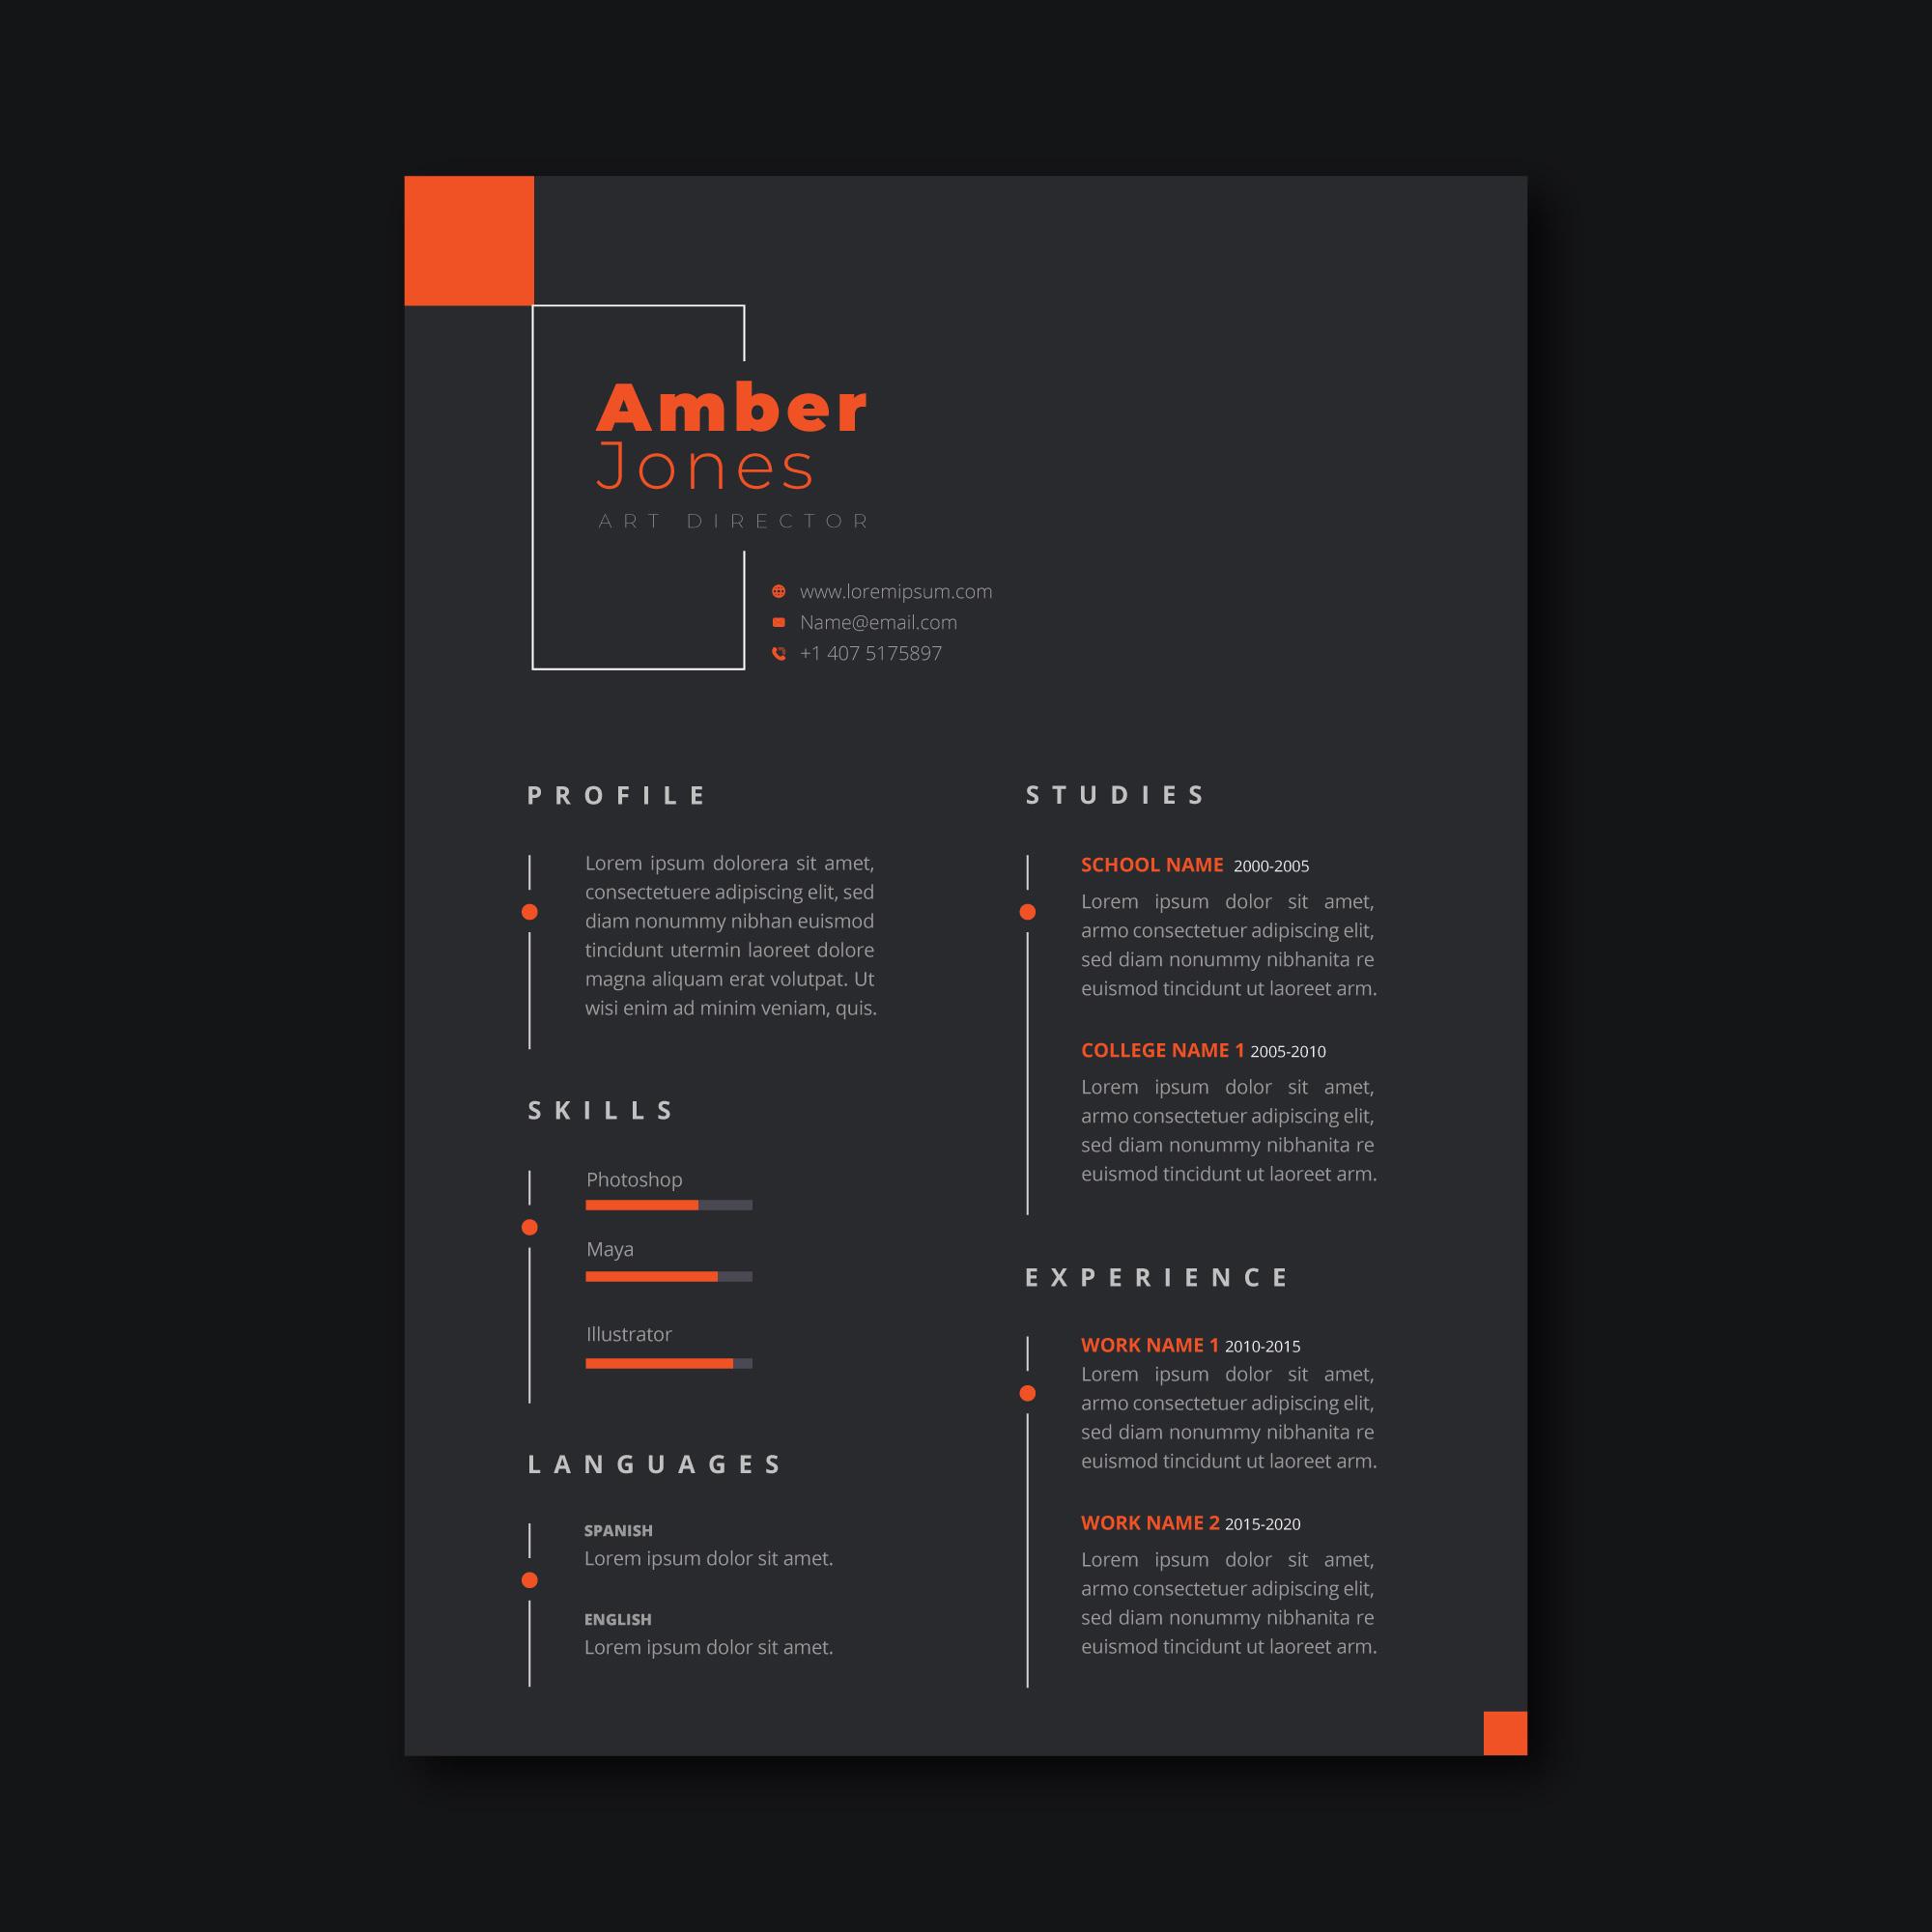 Amber
Jones
ART DIRECTOR
www.loremipsum.com
Name@email.com
+1 407 5175897
PROFILE
Lorem ipsum dolorera sit amet,
consectetuere adipiscing elit, sed
diam nonummy nibhan euismod
tincidunt utermin laoreet dolore
magna aliquam erat volutpat. Ut
wisi enim ad minim veniam, quis.
SKILLS
Photoshop
Maya
Illustrator
LANGUAGES
SPANISH
Lorem ipsum dolor sit amet.
ENGLISH
Lorem ipsum dolor sit amet.
STUDIES
SCHOOL NAME 2000-2005
Lorem ipsum dolor sit amet,
armo consectetuer adipiscing elit,
sed diam nonummy nibhanita re
euismod tincidunt ut laoreet arm.
COLLEGE NAME 1 2005-2010
Lorem ipsum dolor sit amet,
armo consectetuer adipiscing elit,
sed diam nonummy nibhanita re
euismod tincidunt ut laoreet arm.
EXPERIENCE
WORK NAME 1 2010-2015
Lorem ipsum dolor sit amet,
armo consectetuer adipiscing elit,
sed diam nonummy nibhanita re
euismod tincidunt ut laoreet arm.
WORK NAME 2 2015-2020
Lorem ipsum dolor sit amet,
armo consectetuer adipiscing elit,
sed diam nonummy nibhanita re
euismod tincidunt ut laoreet arm.